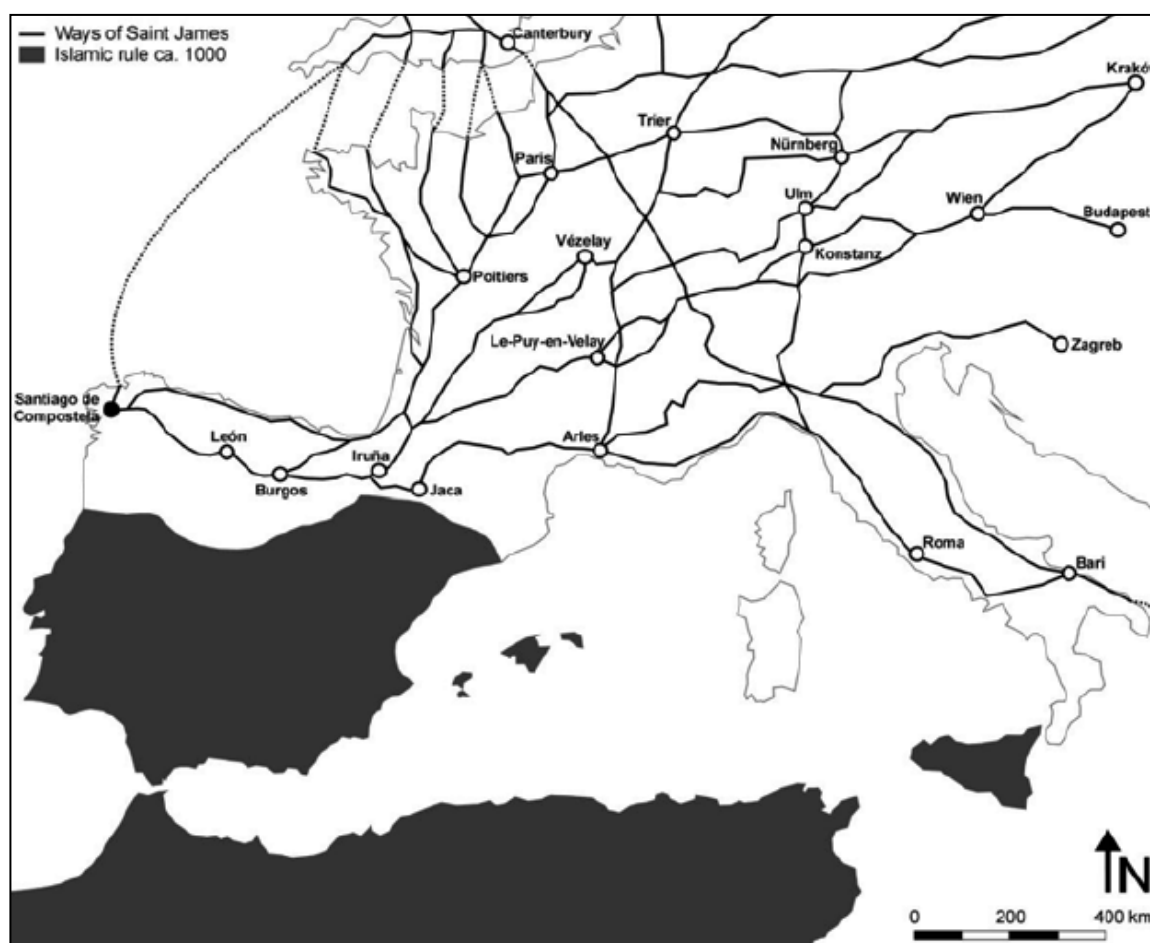 Ways of Saint James
Islamic rule ca. 1000
Canterbury
Kraków
Trier
Nürnberg
Paris
Ulm
Wien
Budapest
Vézelay
Konstanz
Poitiers
Le-Puy-en-Velay
Zagreb
Santiago de
Compostela
León
Iruña
Arles
Burgos
Jaca
Roma
Bari
N
0 200 400 km